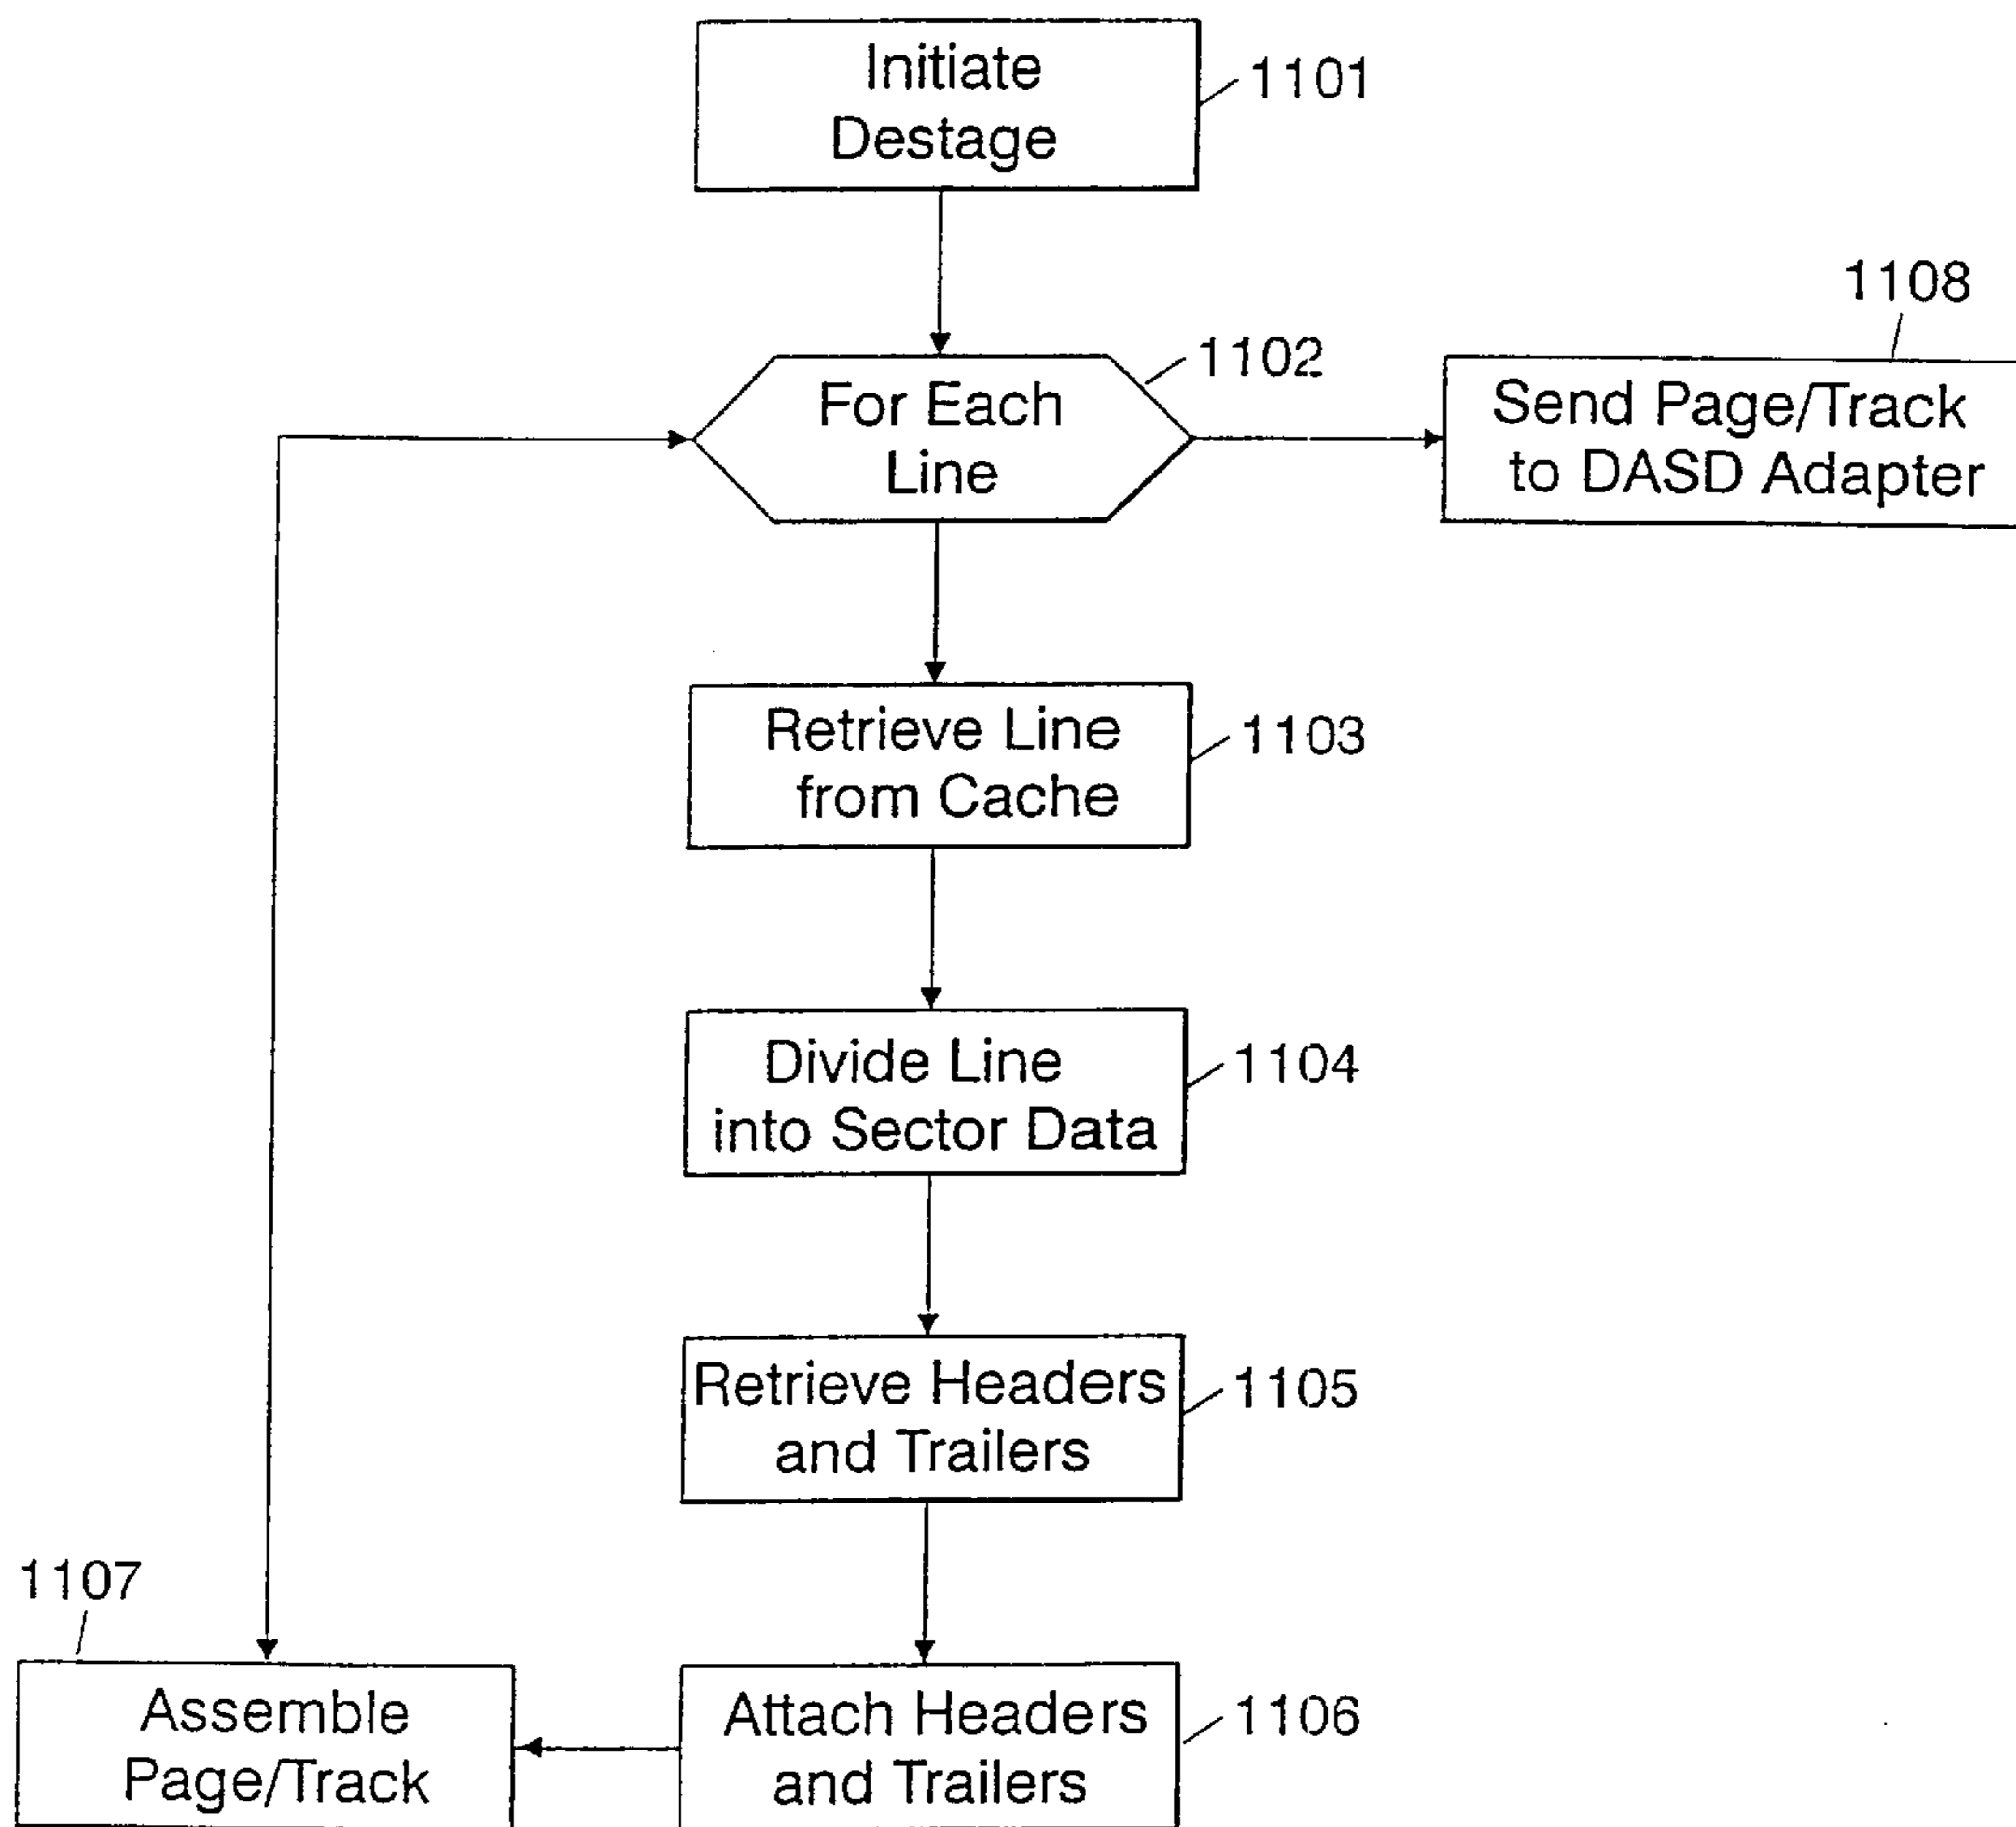 Initiate
Destage
1101
1108
1102
For Each
Line
Send Page/Track
to DASD Adapter
Retrieve Line
from Cache
1103
Divide Line
into Sector Data
1104
Retrieve Headers
and Trailers
1105
1107
Assemble
Page/Track
Attach Headers
and Trailers
1106